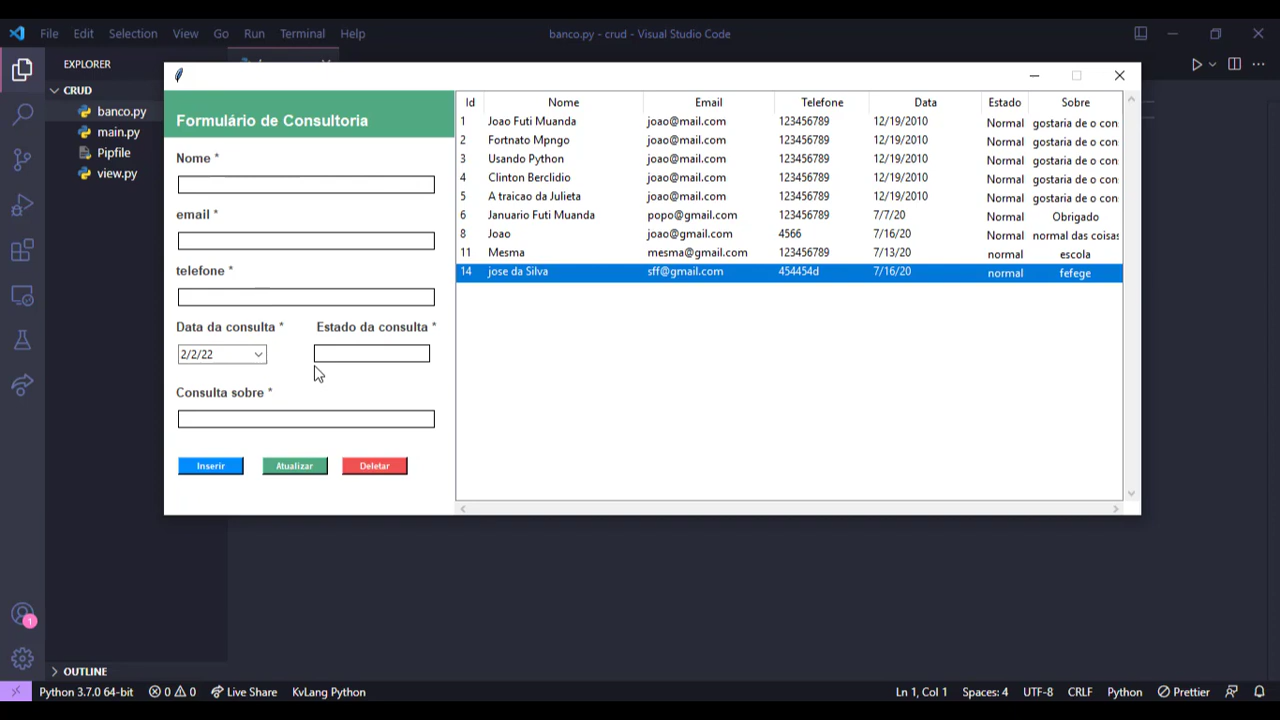 File Edit Selection View Go Run Terminal Help
banco.py - crud - Visual Studio Code
EXPLORER
CRUD
banco.py
main.py
Pipfile
view.py
Formulário de Consultoria
Nome *
email *
telefone *
Data da consulta * Estado da consulta *
2/2/22
Consulta sobre *
Inserir Atualizar Deletar
Id Nome Email Telefone Data Estado Sobre
1 Joao Futi Muanda joao@mail.com 123456789 12/19/2010 Normal gostaria de o con
2 Fortnato Mpngo joao@mail.com 123456789 12/19/2010 Normal gostaria de o con
3 Usando Python joao@mail.com 123456789 12/19/2010 Normal gostaria de o con
4 Clinton Berclidio joao@mail.com 123456789 12/19/2010 Normal gostaria de o con
5 A traicao da Julieta joao@mail.com 123456789 12/19/2010 Normal gostaria de o con
6 Januario Futi Muanda popo@gmail.com 123456789 7/7/20 Normal Obrigado
8 Joao joao@gmail.com 4566 7/16/20 Normal normal das coisas
11 Mesma mesma@gmail.com 123456789 7/13/20 normal escola
14 jose da Silva sff@gmail.com 454454d 7/16/20 normal fefege
1
OUTLINE
Python 3.7.0 64-bit 0 0 Live Share KvLang Python Ln 1, Col 1 Spaces: 4 UTF-8 CRLF Python Prettier